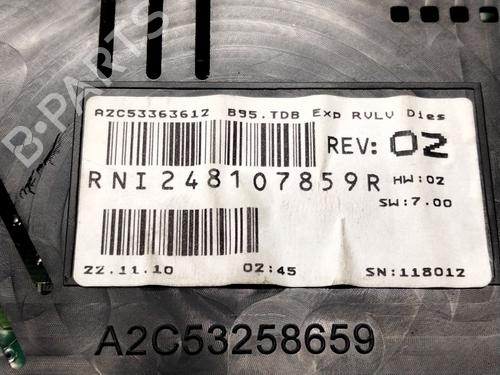 A2C53363612 B95.TDB Exp RVLV Dies
REV: 02
RNI248107859R HW:02
SW:7.00
22.11.10 02:45 SN:118012
A2C53258659
B-PARTS